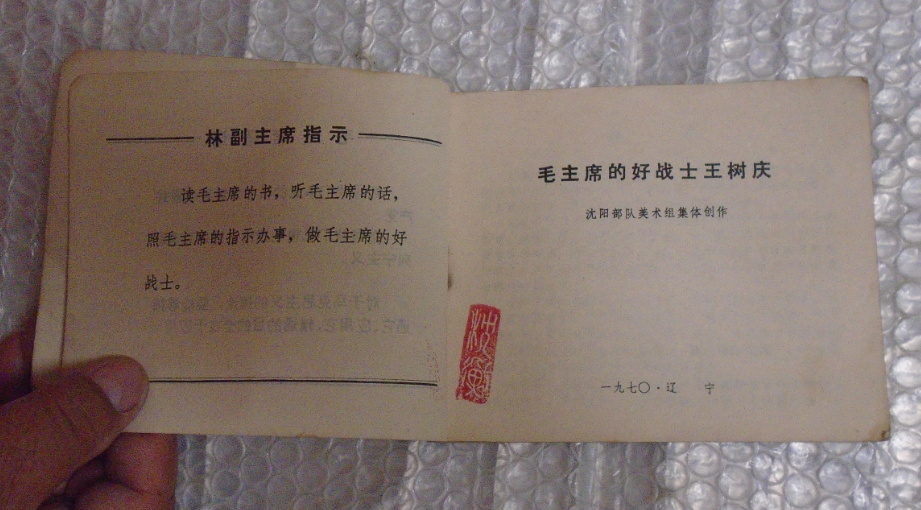 林副主席指示
读毛主席的书，听毛主席的话，
照毛主席的指示办事，做毛主席的好
战士。
毛主席的好战士王树庆
沈阳部队美术组集体创作
一九七〇·辽 宁